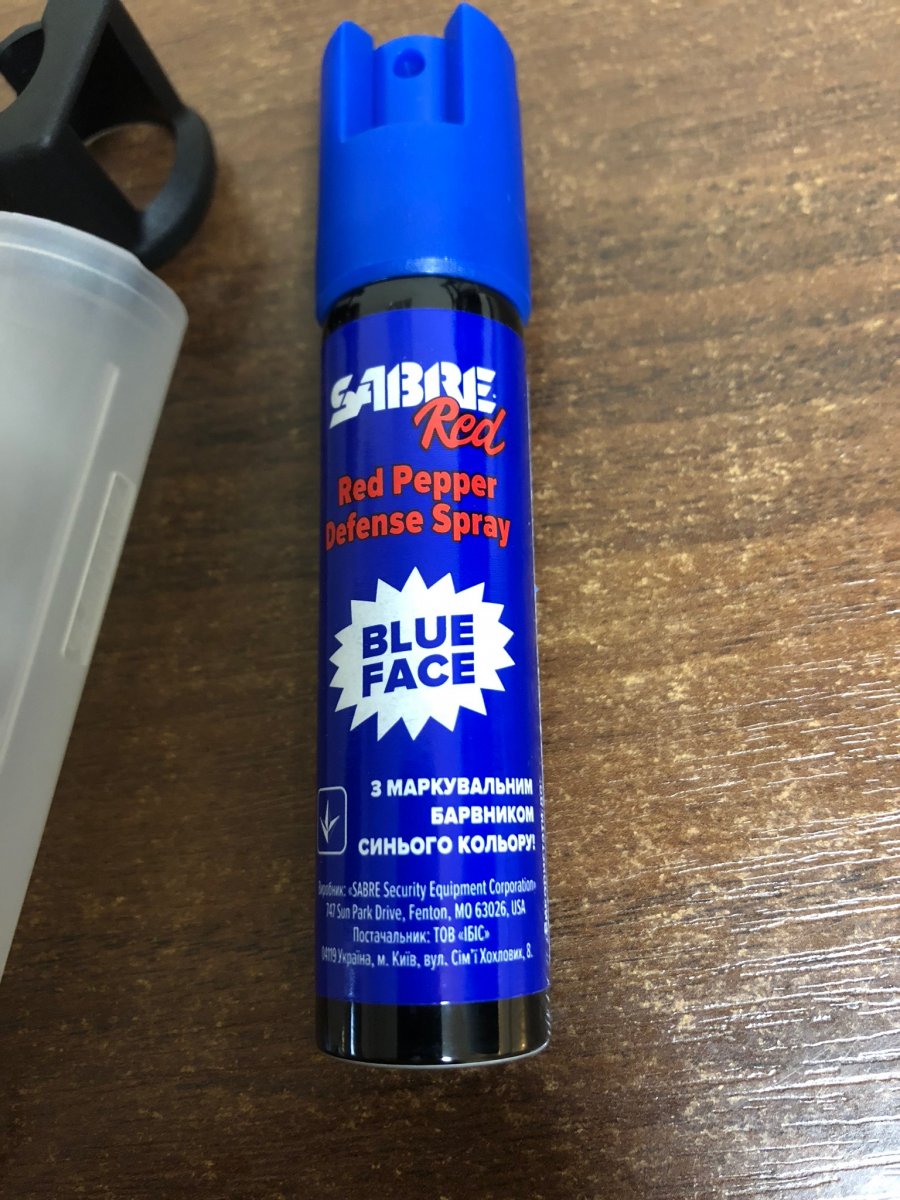 SABRE
Red
Red Pepper
Defense Spray
BLUE
FACE
З МАРКУВАЛЬНИМ
БАРВНИКОМ
СИНЬОГО КОЛЬОРУ!
Виробник: «SABRE Security Equipment Corporation»
747 Sun Park Drive, Fenton, MO 63026, USA
Постачальник: ТОВ «ІБІС»
04119 Україна, м. Київ, вул. Сім'ї Хохлових, 8.